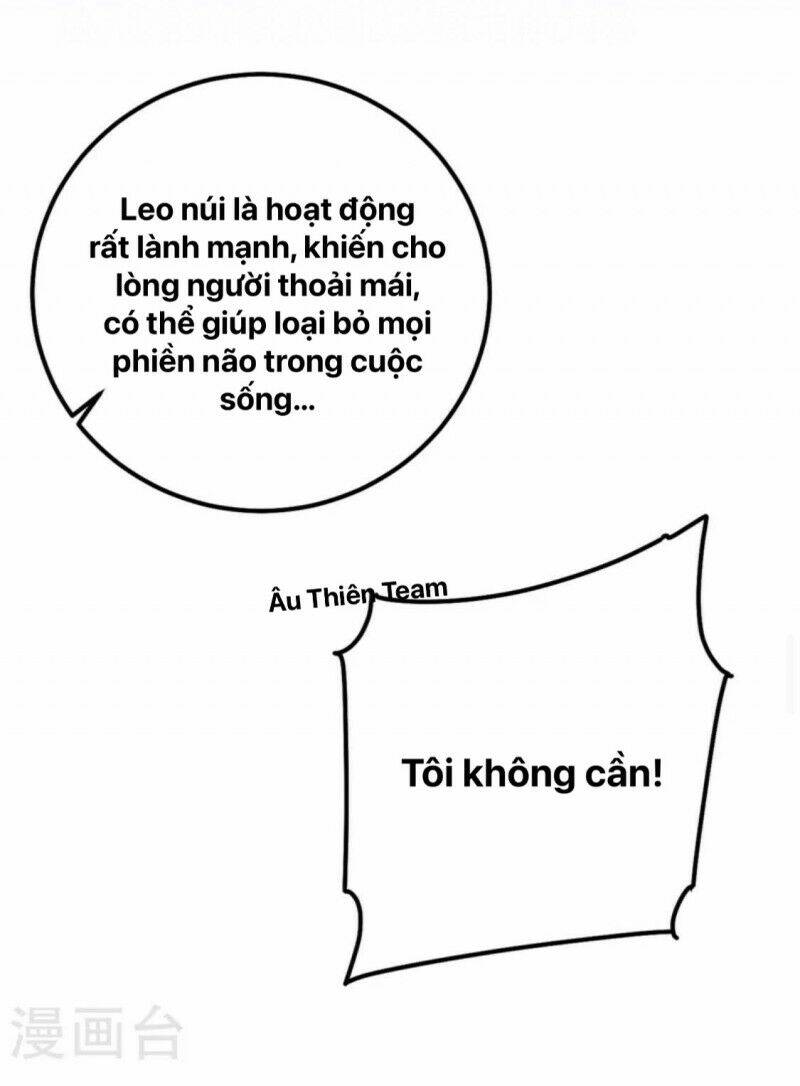 Leo núi là hoạt động
rất lành mạnh, khiến cho
lòng người thoải mái,
có thể giúp loại bỏ mọi
phiền não trong cuộc
sống...
Âu Thiên Team
Tôi không cần!
漫画台